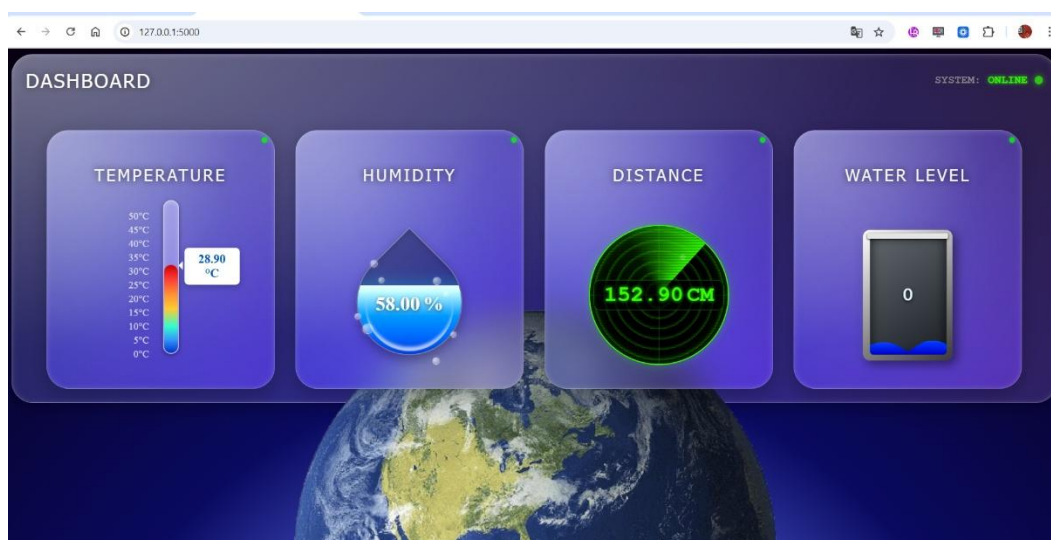 127.0.0.1:5000
DASHBOARD
SYSTEM: ONLINE
TEMPERATURE
50°C
45°C
40°C
35°C
30°C
25°C
20°C
15°C
10°C
5°C
0°C
28.90
°C
HUMIDITY
58.00 %
DISTANCE
152.90 CM
WATER LEVEL
0